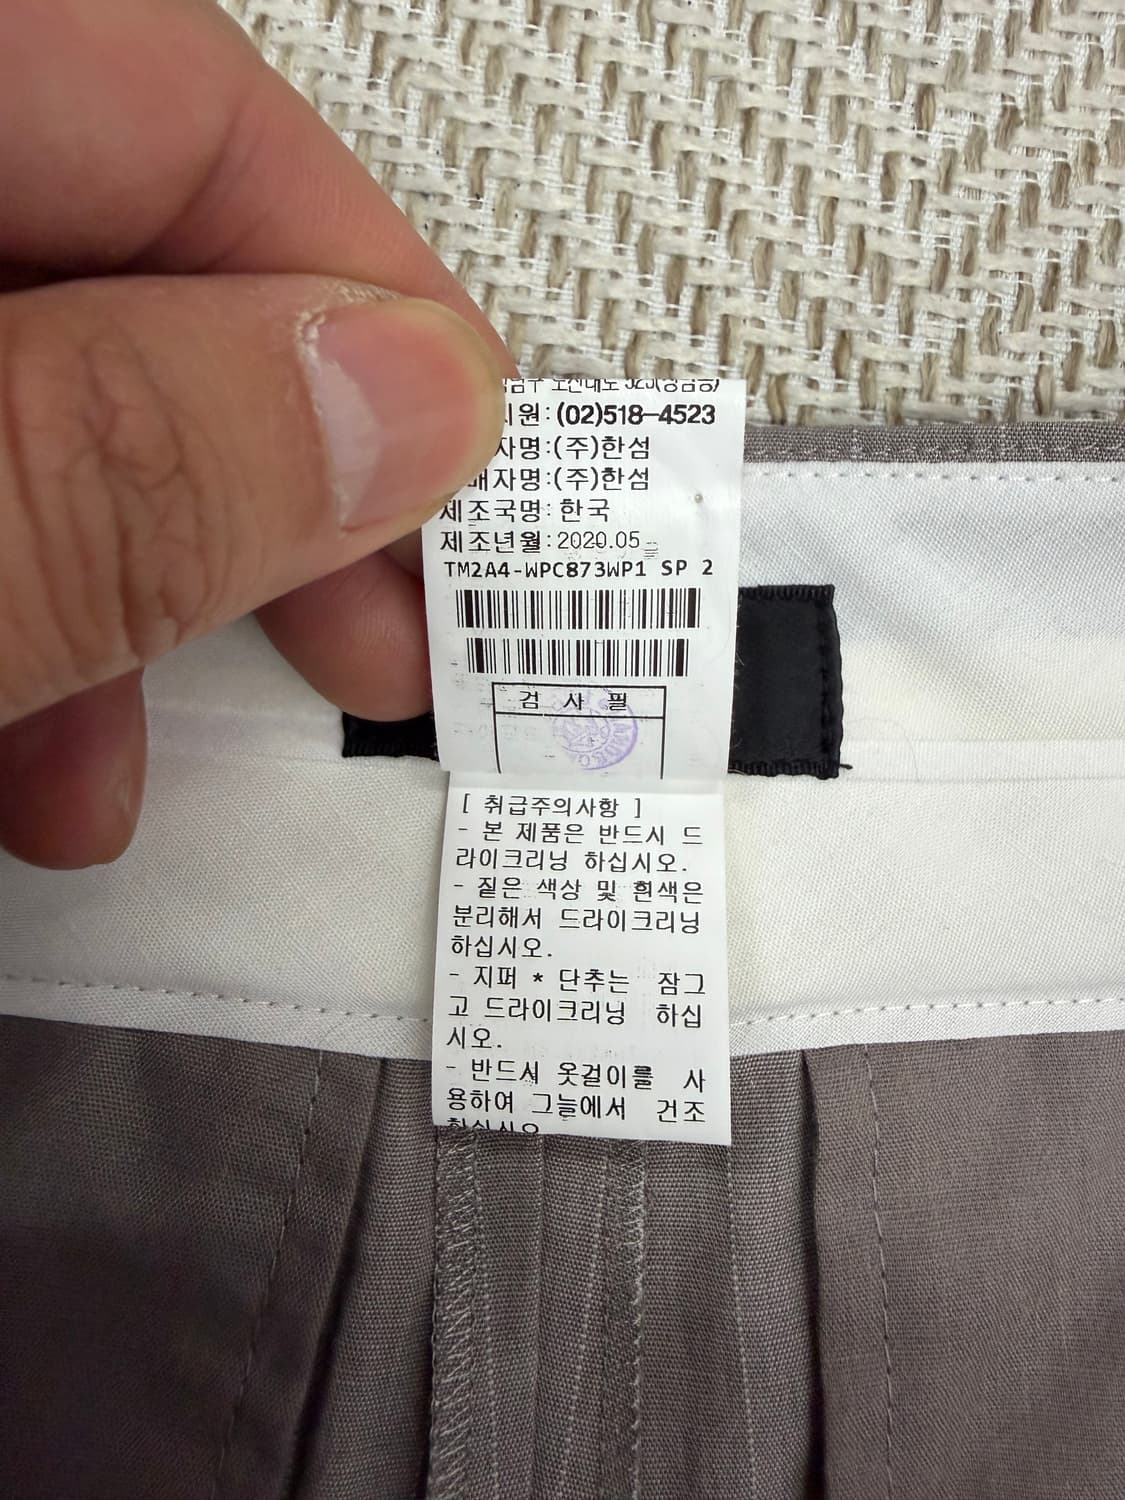 525(청담동)
(02)518-4523
자명:(주)한섬
매자명:(주)한섬
제조국명:한국
제조년월:2020.05
TM2A4-WPC873WP1 SP 2
검 사 필
[ 취급주의사항 ]
- 본 제품은 반드시 드
라이크리닝 하십시오.
- 짙은 색상 및 흰색은
분리해서 드라이크리닝
하십시오.
- 지퍼 * 단추는 잠그
고 드라이크리닝 하십
시오.
- 반드시 옷걸이를 사
용하여 그늘에서 건조